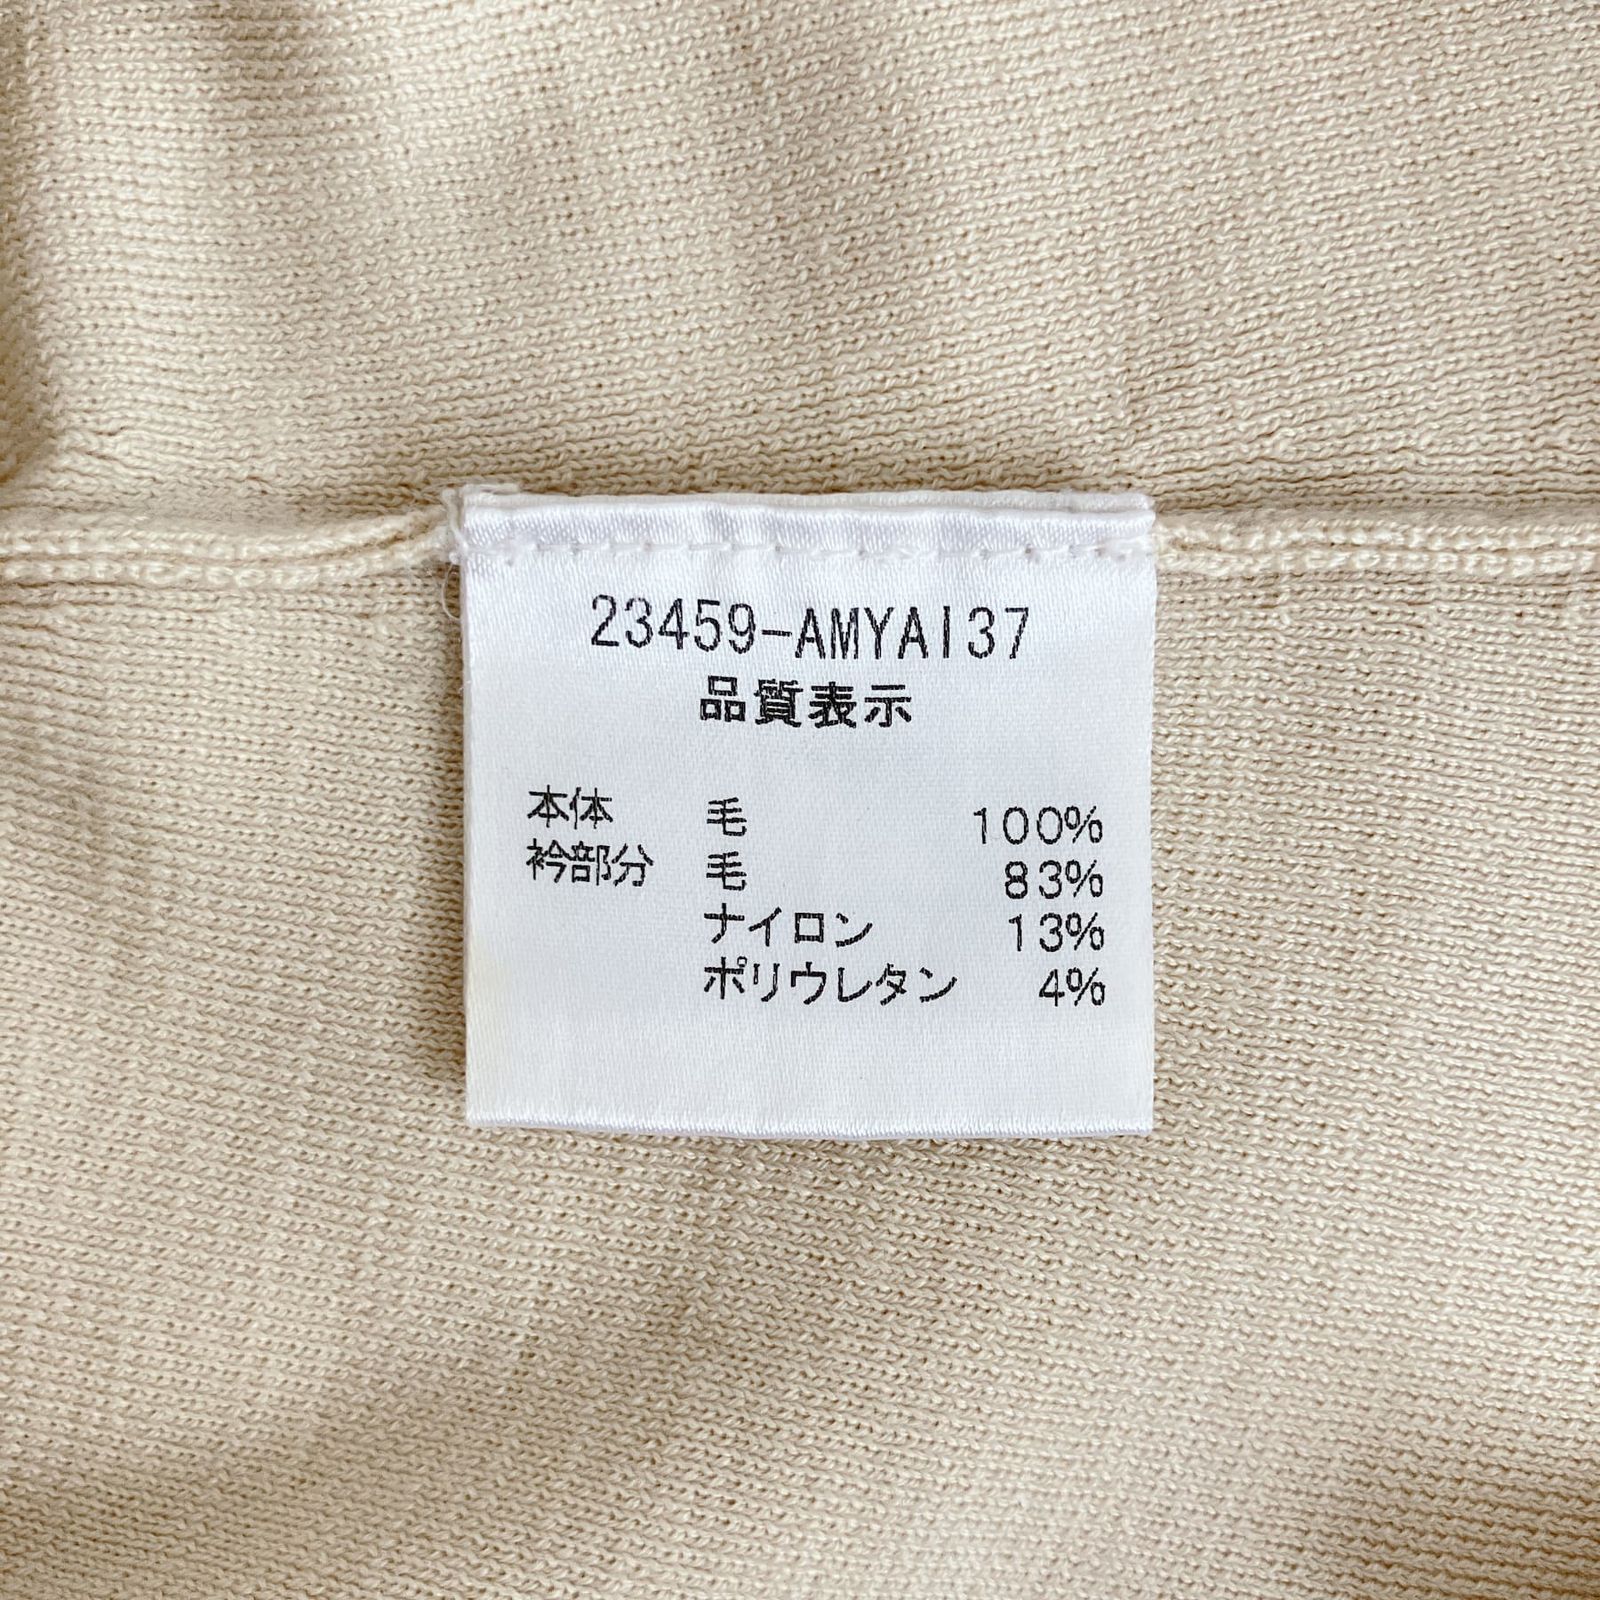 23459-AMYAI37
品質表示
本体 毛 100%
衿部分 毛 83%
ナイロン 13%
ポリウレタン 4%